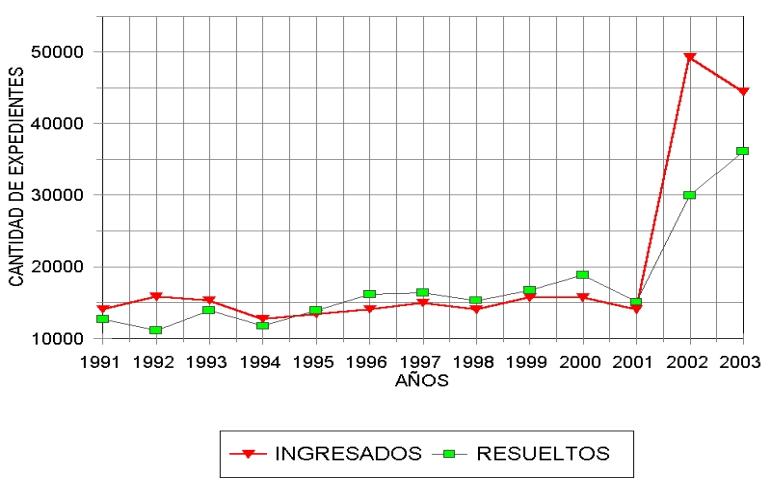 CANTIDAD DE EXPEDIENTES
50000
40000
30000
20000
10000
1991 1992 1993 1994 1995 1996 1997 1998 1999 2000 2001 2002 2003
AÑOS
INGRESADOS RESUELTOS